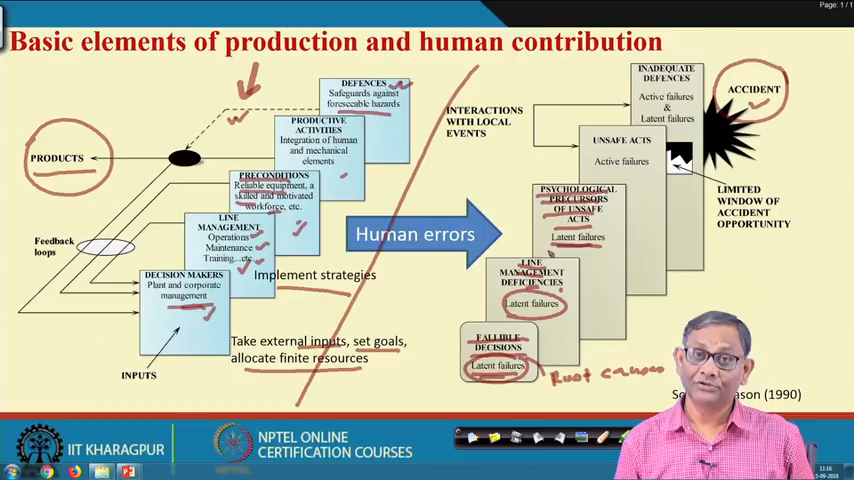 Page: 1 / 1
Basic elements of production and human contribution
DEFENCES
Safeguards against
foreseeable hazards
PRODUCTIVE
ACTIVITIES
Integration of human
and mechanical
elements
PRODUCTS
PRECONDITIONS
Reliable equipment, a
skilled and motivated
workforce, etc.
LINE
MANAGEMENT
Operations
Maintenance
Training...etc.
Feedback
loops
DECISION MAKERS
Plant and corporate
management
INPUTS
Implement strategies
Take external inputs, set goals,
allocate finite resources
Human errors
INTERACTIONS
WITH LOCAL
EVENTS
INADEQUATE
DEFENCES
Active failures
&
Latent failures
ACCIDENT
UNSAFE ACTS
Active failures
LIMITED
WINDOW OF
ACCIDENT
OPPORTUNITY
PSYCHOLOGICAL
PRECURSORS
OF UNSAFE
ACTS
Latent failures
LINE
MANAGEMENT
DEFICIENCIES
Latent failures
FALLIBLE
DECISIONS
Latent failures
Root causes
(1990)
IIT KHARAGPUR
NPTEL ONLINE
CERTIFICATION COURSES
NPTEL
11:16